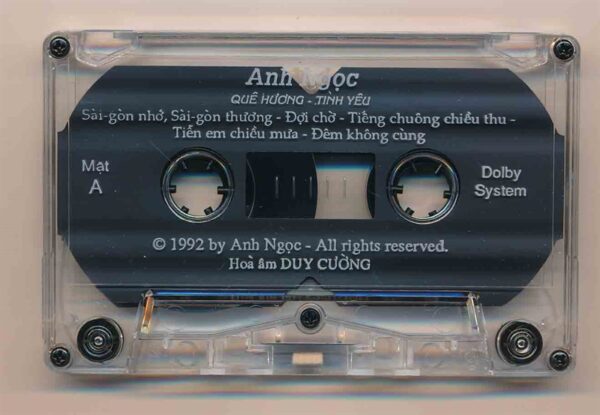 Anh Ngọc
QUÊ HƯƠNG - TÌNH YÊU
Sài-gòn nhớ, Sài-gòn thương - Đợi chờ - Tiếng chuông chiều thu -
Tiễn em chiều mưa - Đêm không cùng
Mặt
A
Dolby
System
© 1992 by Anh Ngọc - All rights reserved.
Hoà âm DUY CƯỜNG